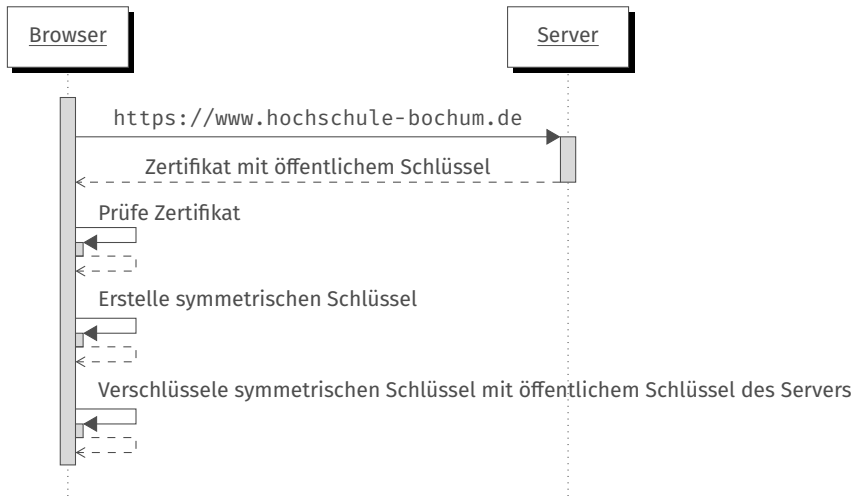 Browser
Server
https://www.hochschule-bochum.de
Zertifikat mit öffentlichem Schlüssel
Prüfe Zertifikat
Erstelle symmetrischen Schlüssel
Verschlüssele symmetrischen Schlüssel mit öffentlichem Schlüssel des Servers